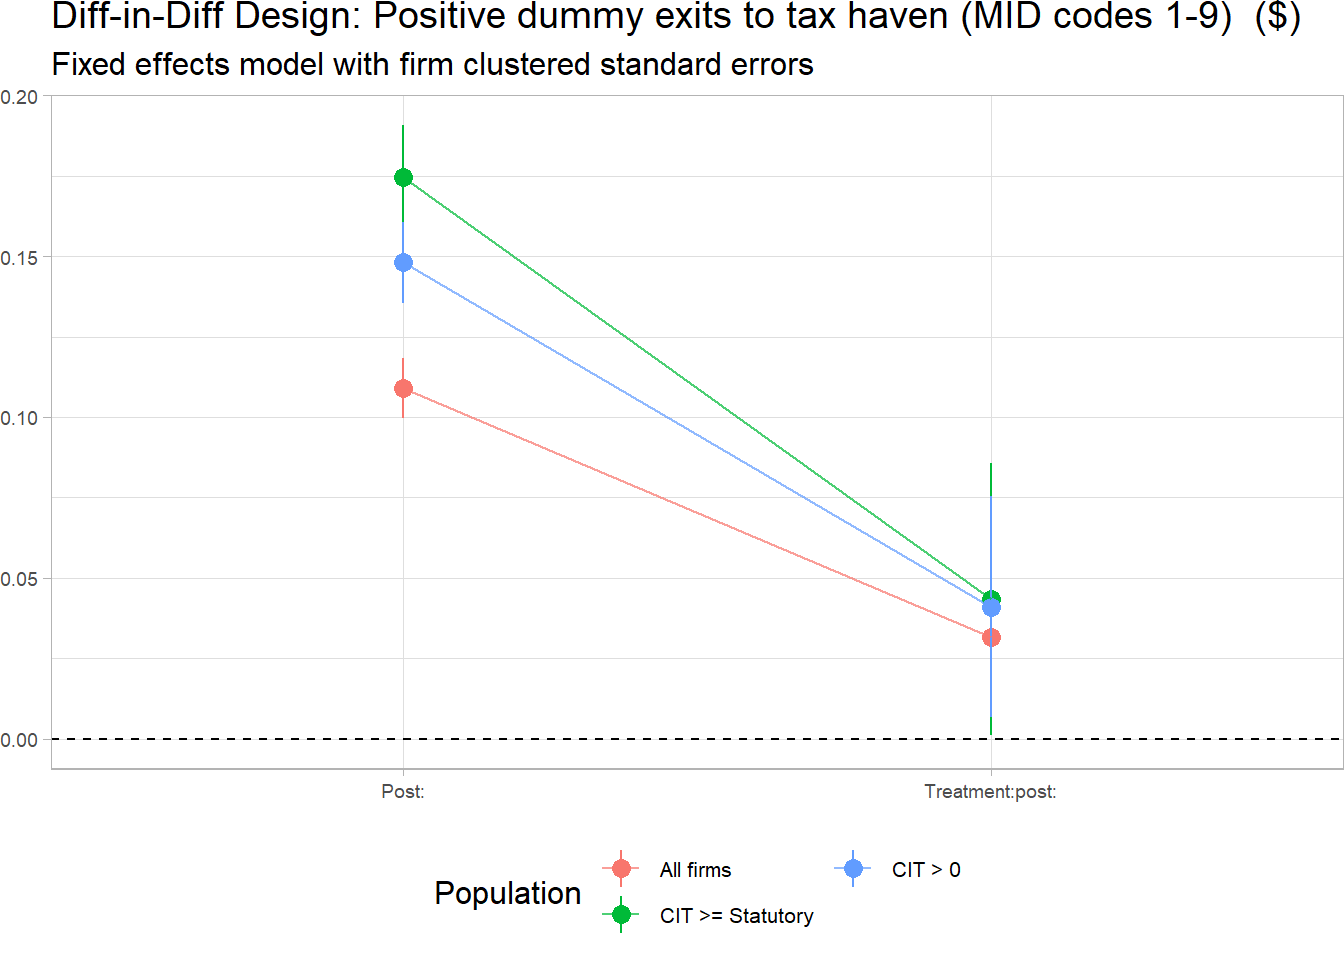 Diff-in-Diff Design: Positive dummy exits to tax haven (MID codes 1-9)  ($)
Fixed effects model with firm clustered standard errors
0.20
0.15
0.10
0.05
0.00
Post:
Treatment:post:
Population
All firms
CIT > 0
CIT >= Statutory